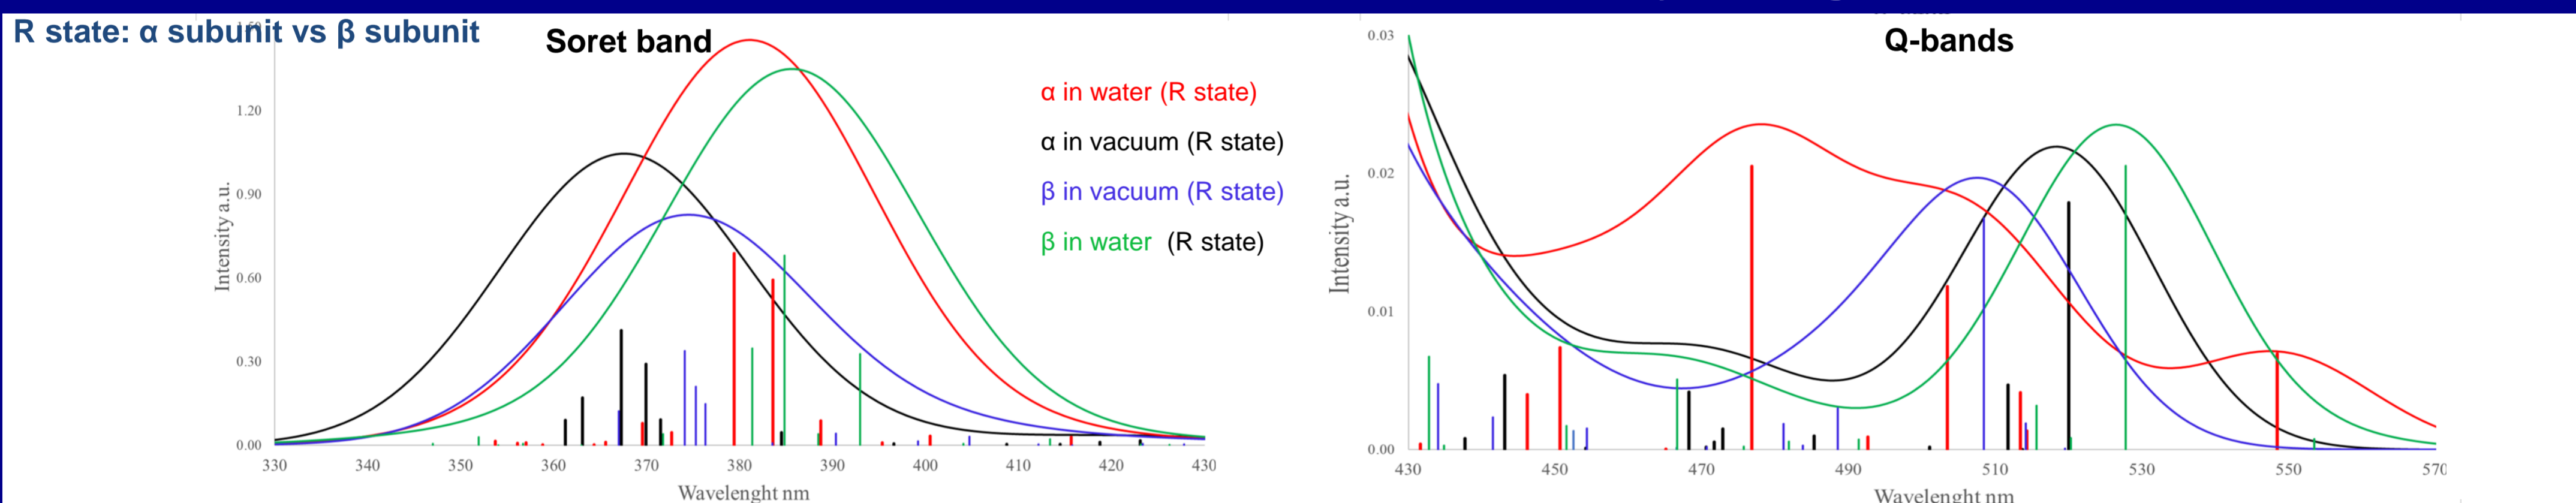 R state: α subunit vs β subunit
Soret band
1.20
0.90
0.60
0.30
0.00
Intensity a.u.
330 340 350 360 370 380 390 400 410 420 430
Wavelenght nm
α in water (R state)
α in vacuum (R state)
β in vacuum (R state)
β in water (R state)
Q-bands
0.03
0.02
0.01
0.00
Intensity a.u.
430 450 470 490 510 530 550 570
Wavelenght nm